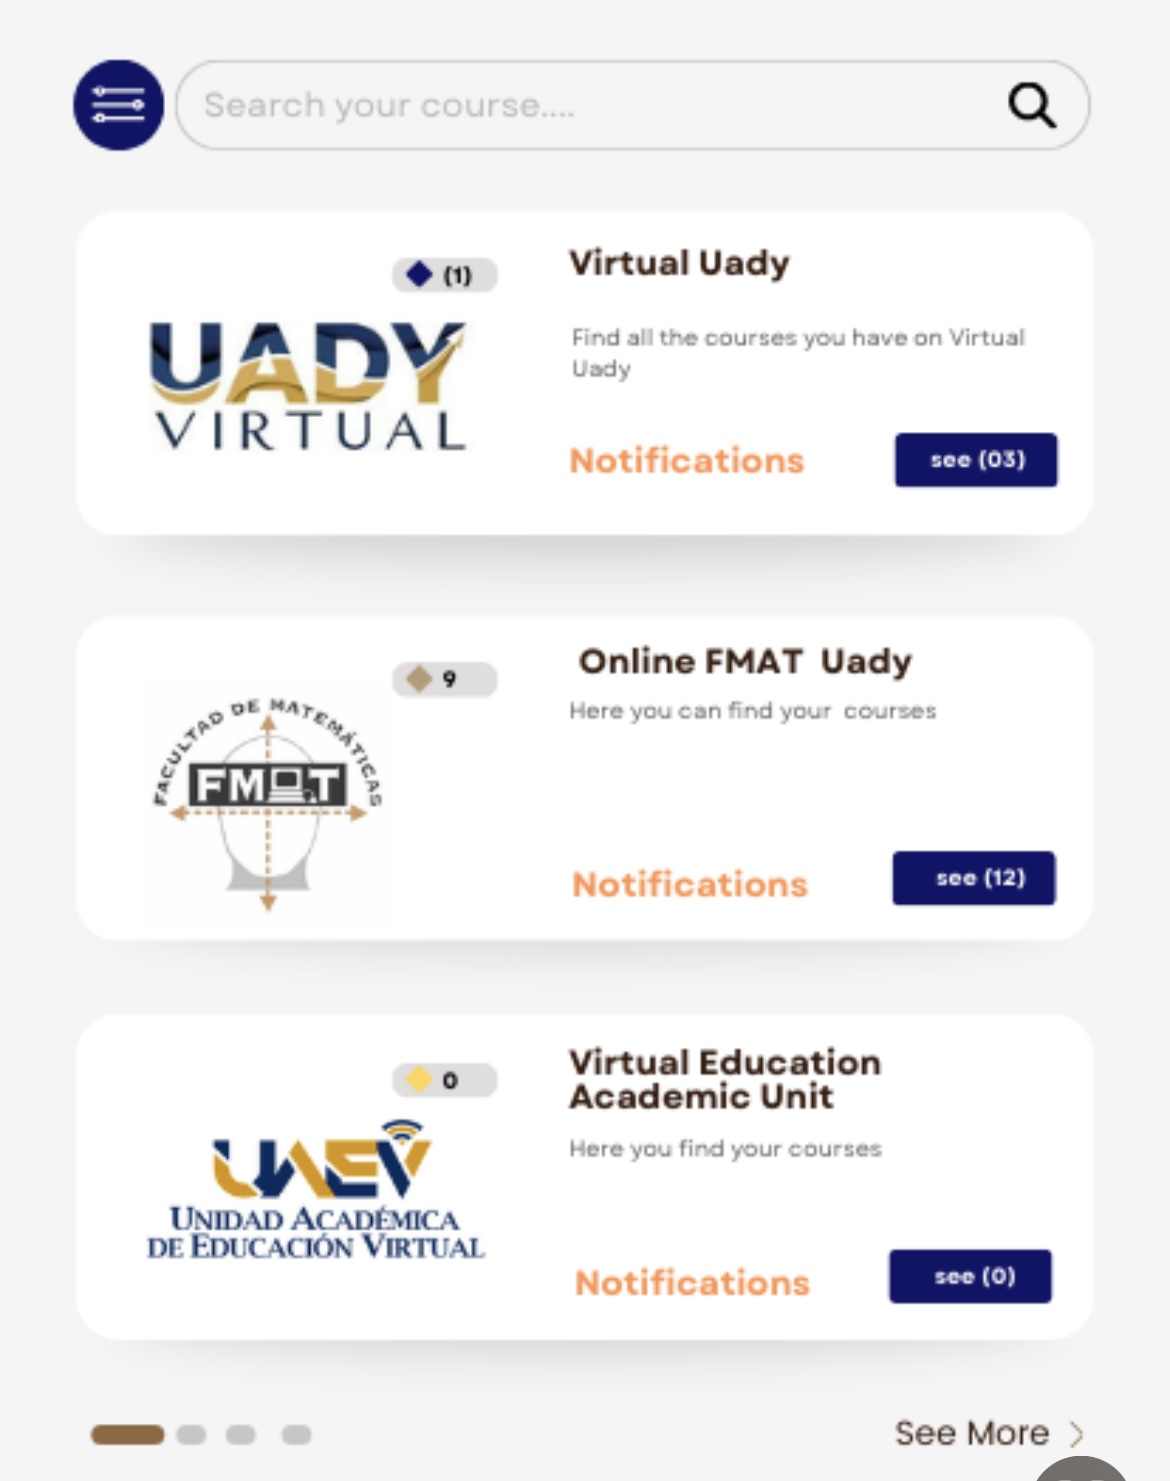 Search your course....
(1)
Virtual Uady
UADY
VIRTUAL
Find all the courses you have on Virtual
Uady
Notifications
see (03)
9
Online FMAT  Uady
Here you can find your  courses
FACULTAD DE MATEMÁTICAS
FMAT
Notifications
see (12)
0
Virtual Education
Academic Unit
Here you find your courses
UAEV
UNIDAD ACADÉMICA
DE EDUCACIÓN VIRTUAL
Notifications
see (0)
See More